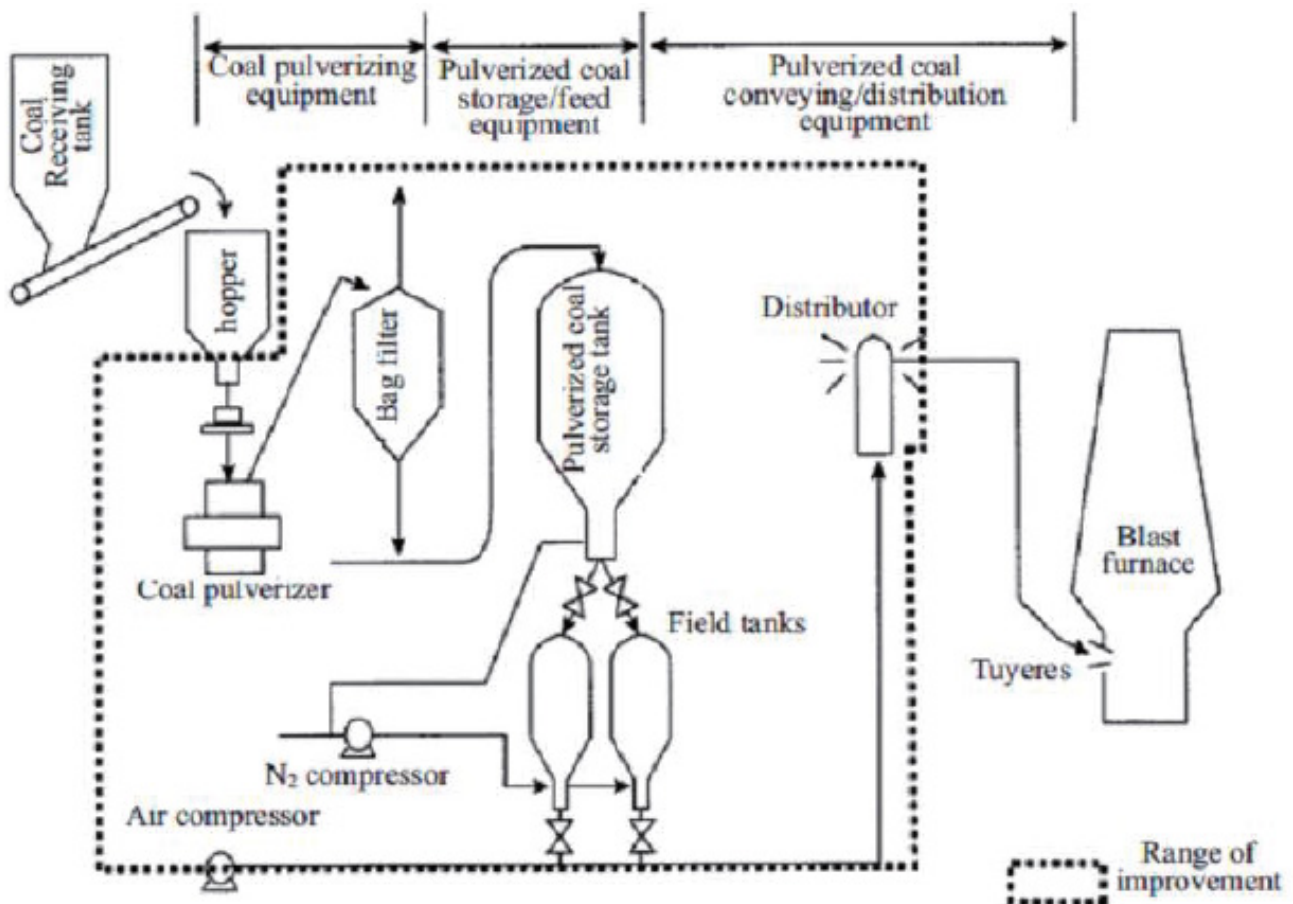 Coal pulverizing
equipment
Pulverized coal
storage/feed
equipment
Pulverized coal
conveying/distribution
equipment
Coal
Receiving
tank
hopper
Bag filter
Pulverized coal
storage tank
Distributor
Coal pulverizer
Field tanks
Blast
furnace
Tuyeres
N₂ compressor
Air compressor
Range of
improvement